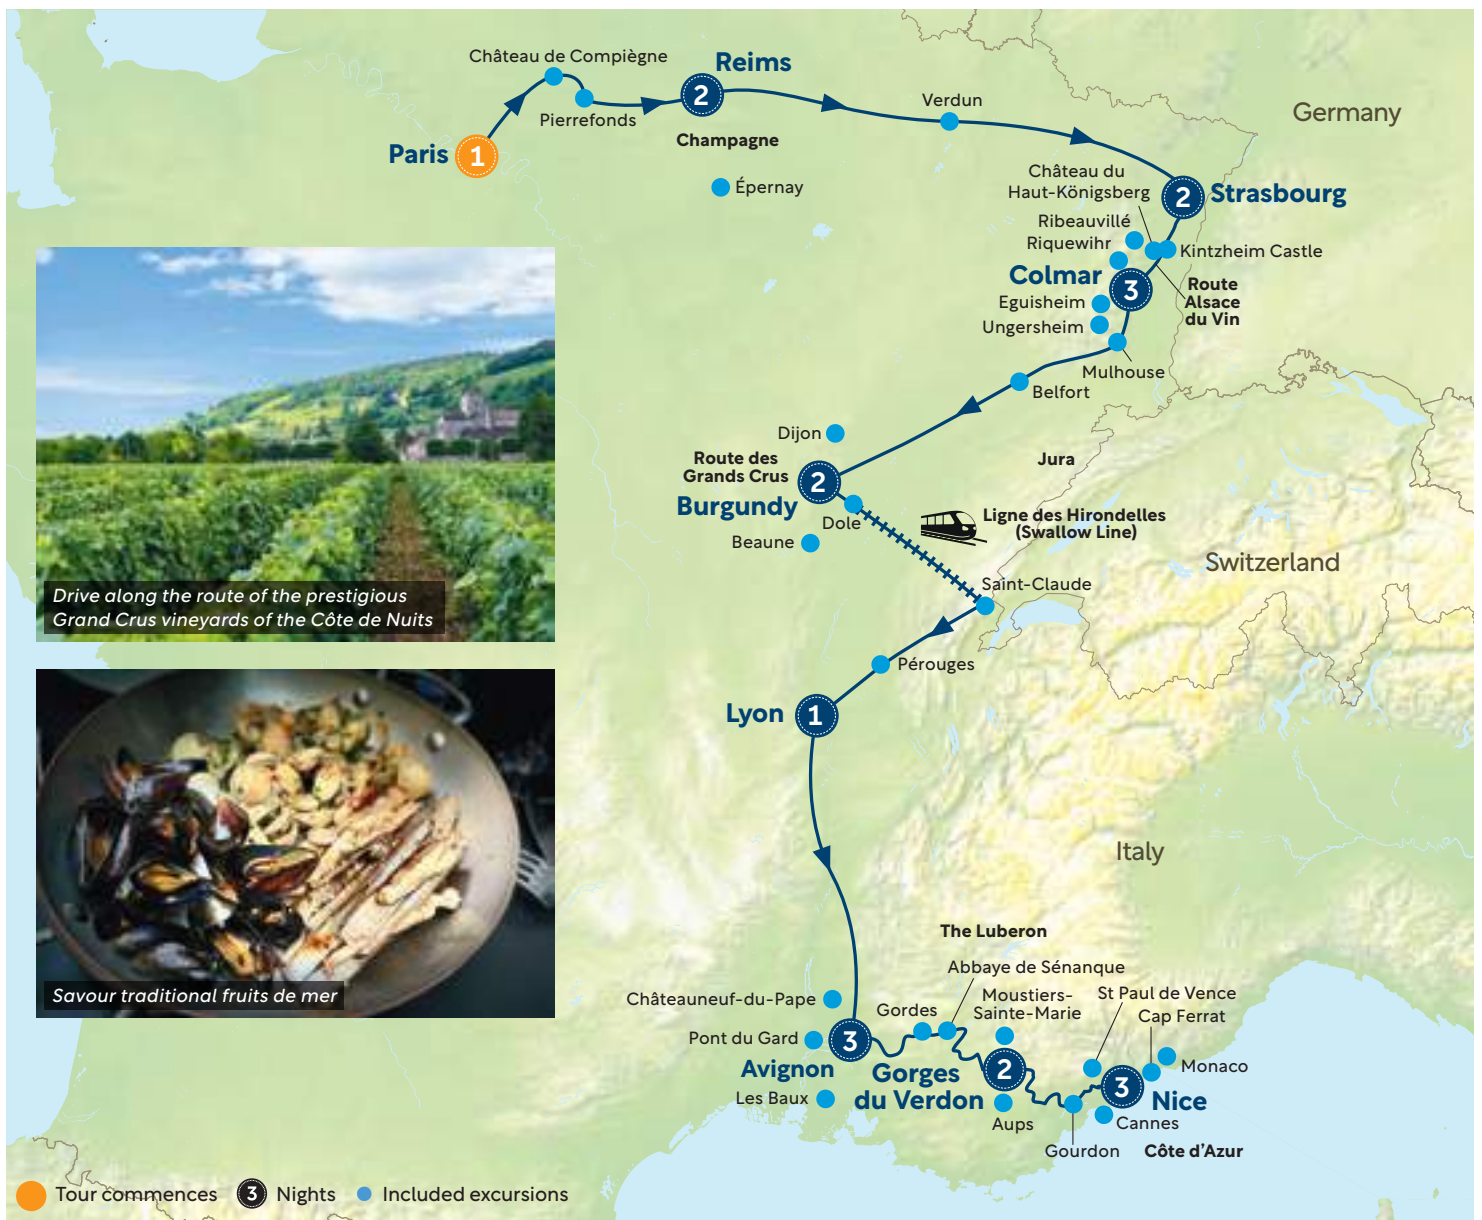 Château de Compiègne
Reims
2
Pierrefonds
Verdun
Germany
Paris
1
Champagne
Épernay
Château du
Haut-Königsberg
2
Strasbourg
Ribeauvillé
Riquewihr
Kintzheim Castle
Colmar
3
Route
Alsace
du Vin
Eguisheim
Ungersheim
Mulhouse
Belfort
Dijon
Route des
Grands Crus
2
Burgundy
Jura
Dole
Beaune
Ligne des Hirondelles
(Swallow Line)
Switzerland
Saint-Claude
Drive along the route of the prestigious
Grand Crus vineyards of the Côte de Nuits
Pérouges
Lyon
1
Italy
The Luberon
Abbaye de Sénanque
Savour traditional fruits de mer
Châteauneuf-du-Pape
Gordes
Moustiers-
Sainte-Marie
St Paul de Vence
Cap Ferrat
Pont du Gard
3
Avignon
Gorges
du Verdon
2
Monaco
3
Nice
Les Baux
Aups
Cannes
Gourdon
Côte d'Azur
Tour commences
3
Nights
Included excursions